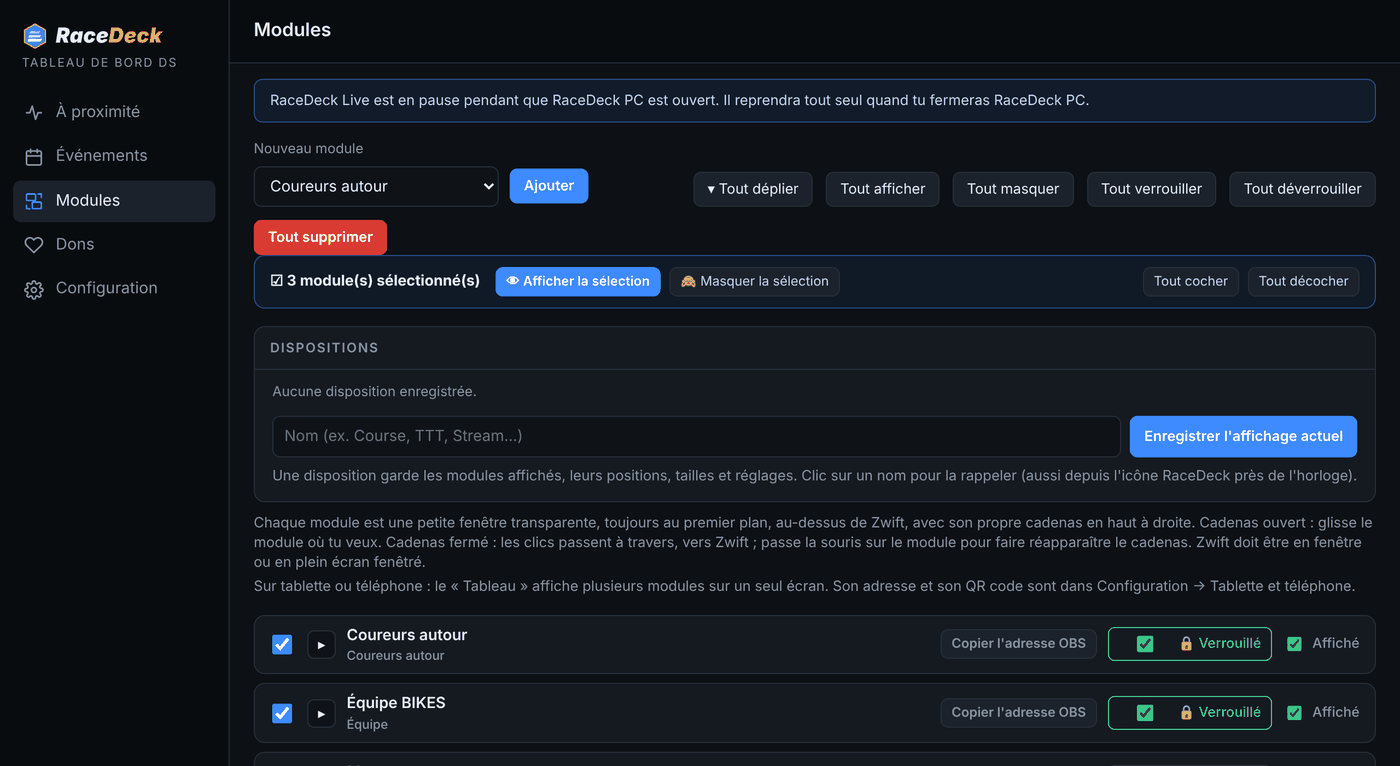 RaceDeck
TABLEAU DE BORD DS
À proximité
Événements
Modules
Dons
Configuration
Modules
RaceDeck Live est en pause pendant que RaceDeck PC est ouvert. Il reprendra tout seul quand tu fermeras RaceDeck PC.
Nouveau module
Coureurs autour
Ajouter
▾ Tout déplier
Tout afficher
Tout masquer
Tout verrouiller
Tout déverrouiller
Tout supprimer
☑ 3 module(s) sélectionné(s)
👁 Afficher la sélection
🙈 Masquer la sélection
Tout cocher
Tout décocher
DISPOSITIONS
Aucune disposition enregistrée.
Nom (ex. Course, TTT, Stream...)
Enregistrer l'affichage actuel
Une disposition garde les modules affichés, leurs positions, tailles et réglages. Clic sur un nom pour la rappeler (aussi depuis l'icône RaceDeck près de l'horloge).
Chaque module est une petite fenêtre transparente, toujours au premier plan, au-dessus de Zwift, avec son propre cadenas en haut à droite. Cadenas ouvert : glisse le
module où tu veux. Cadenas fermé : les clics passent à travers, vers Zwift ; passe la souris sur le module pour faire réapparaître le cadenas. Zwift doit être en fenêtre
ou en plein écran fenêtré.
Sur tablette ou téléphone : le « Tableau » affiche plusieurs modules sur un seul écran. Son adresse et son QR code sont dans Configuration → Tablette et téléphone.
Coureurs autour
Coureurs autour
Copier l'adresse OBS
🔒 Verrouillé
Affiché
Équipe BIKES
Équipe
Copier l'adresse OBS
🔒 Verrouillé
Affiché